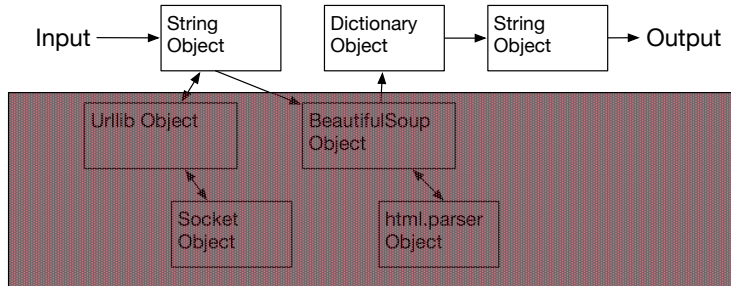 Input
String
Object
Dictionary
Object
String
Object
Output
Urllib Object
BeautifulSoup
Object
Socket
Object
html.parser
Object